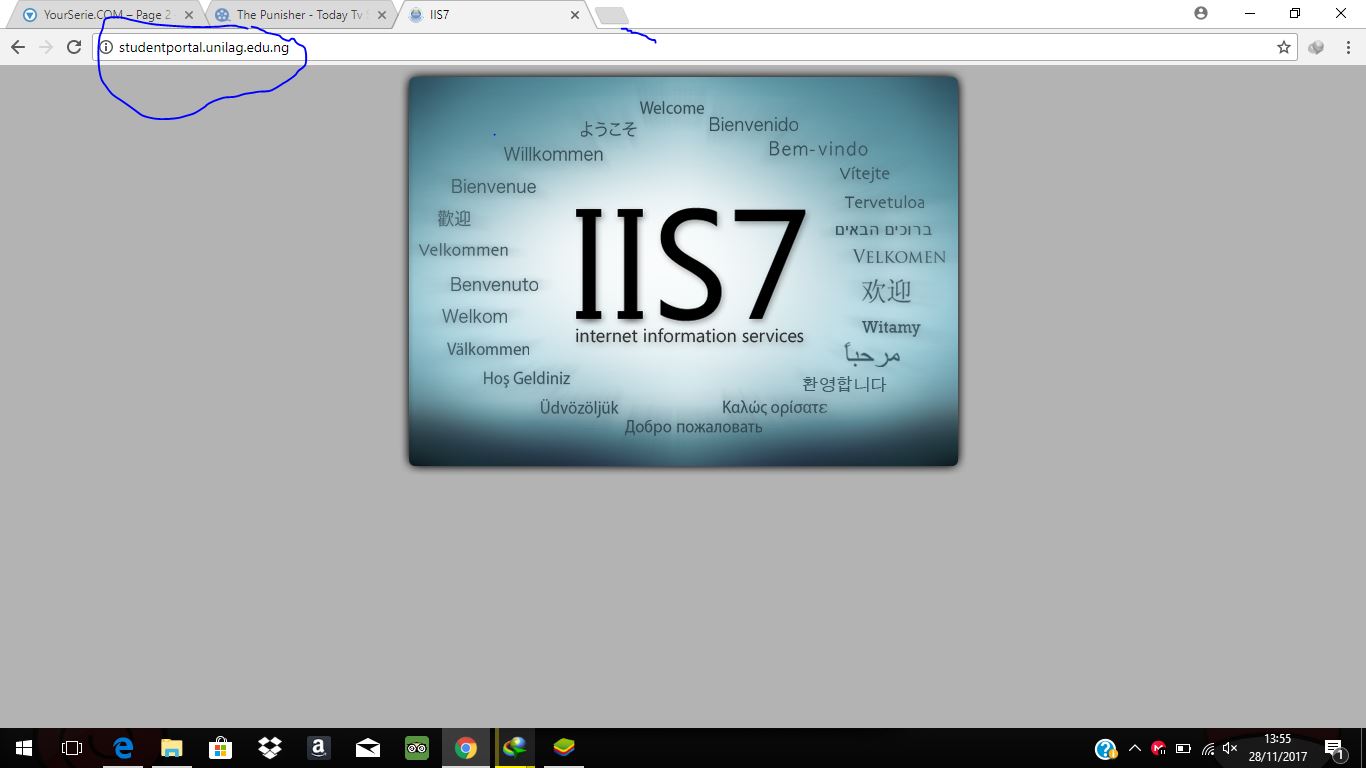 YourSerie.COM – Page 2
The Punisher - Today Tv S
IIS7
studentportal.unilag.edu.ng
Welcome
ようこそ
Bienvenido
Willkommen
Bem-vindo
Bienvenue
Vítejte
歡迎
Tervetuloa
Velkommen
ברוכים הבאים
VELKOMEN
Benvenuto
欢迎
Welkom
Witamy
Välkommen
مرحباً
Hoş Geldiniz
환영합니다
Üdvözöljük
Καλώς ορίσατε
Добро пожаловать
IIS7
internet information services
13:55
28/11/2017
1